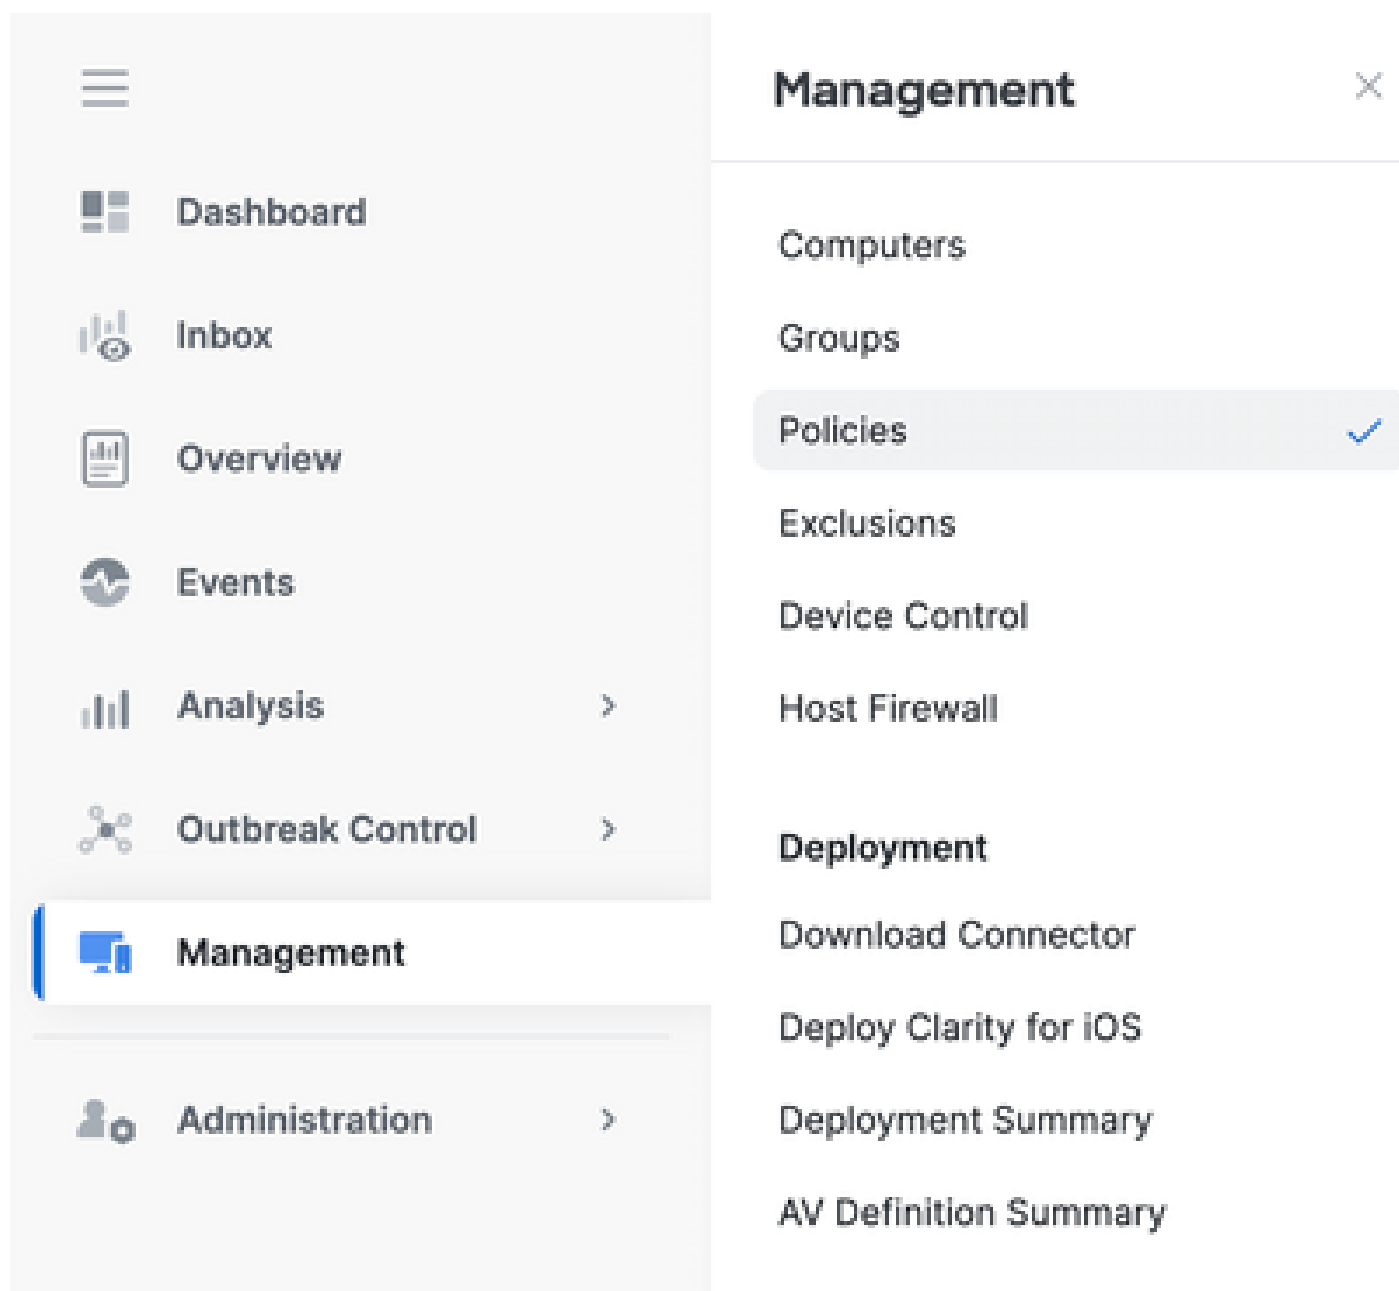 Dashboard
Inbox
Overview
Events
Analysis
Outbreak Control
Management
Administration
Management
Computers
Groups
Policies
Exclusions
Device Control
Host Firewall
Deployment
Download Connector
Deploy Clarity for iOS
Deployment Summary
AV Definition Summary